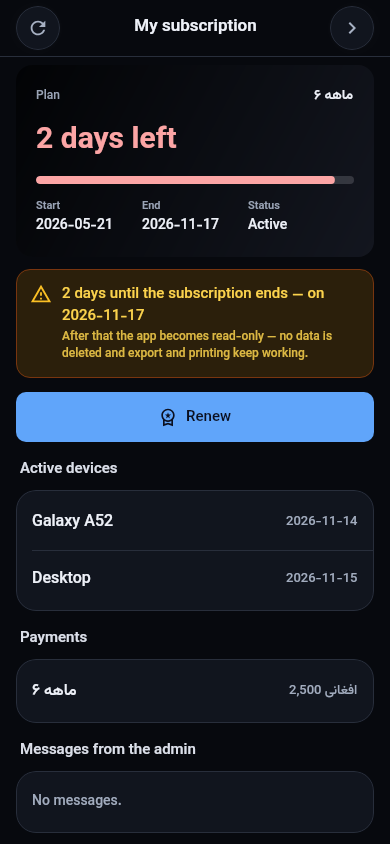 My subscription
Plan
۶ ماهه
2 days left
Start
End
Status
2026-05-21
2026-11-17
Active
2 days until the subscription ends — on
2026-11-17
After that the app becomes read-only — no data is
deleted and export and printing keep working.
Renew
Active devices
Galaxy A52
2026-11-14
Desktop
2026-11-15
Payments
۶ ماهه
2,500 افغانی
Messages from the admin
No messages.